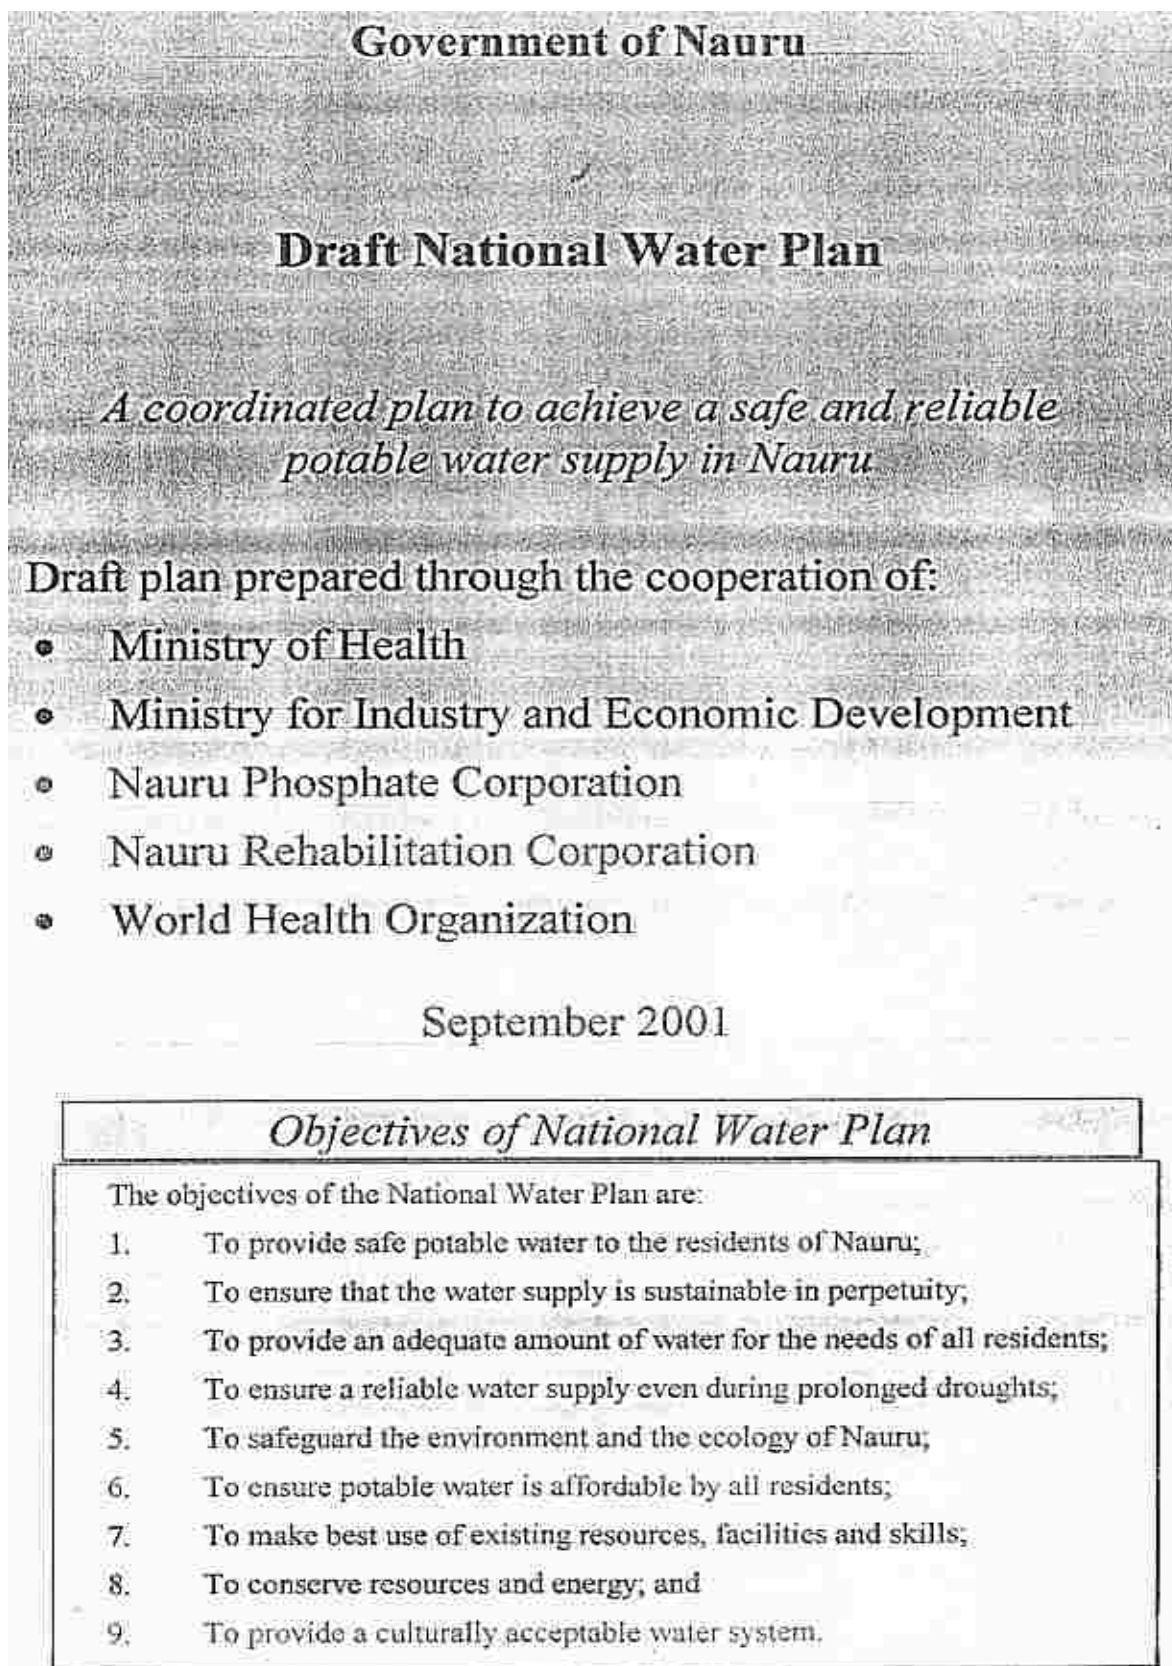 Government of Nauru
Draft National Water Plan
A coordinated plan to achieve a safe and reliable
potable water supply in Nauru
Draft plan prepared through the cooperation of:
• Ministry of Health
• Ministry for Industry and Economic Development
• Nauru Phosphate Corporation
• Nauru Rehabilitation Corporation
• World Health Organization
September 2001
Objectives of National Water Plan
The objectives of the National Water Plan are:
1. To provide safe potable water to the residents of Nauru;
2. To ensure that the water supply is sustainable in perpetuity;
3. To provide an adequate amount of water for the needs of all residents;
4. To ensure a reliable water supply even during prolonged droughts;
5. To safeguard the environment and the ecology of Nauru;
6. To ensure potable water is affordable by all residents;
7. To make best use of existing resources, facilities and skills;
8. To conserve resources and energy; and
9. To provide a culturally acceptable water system.